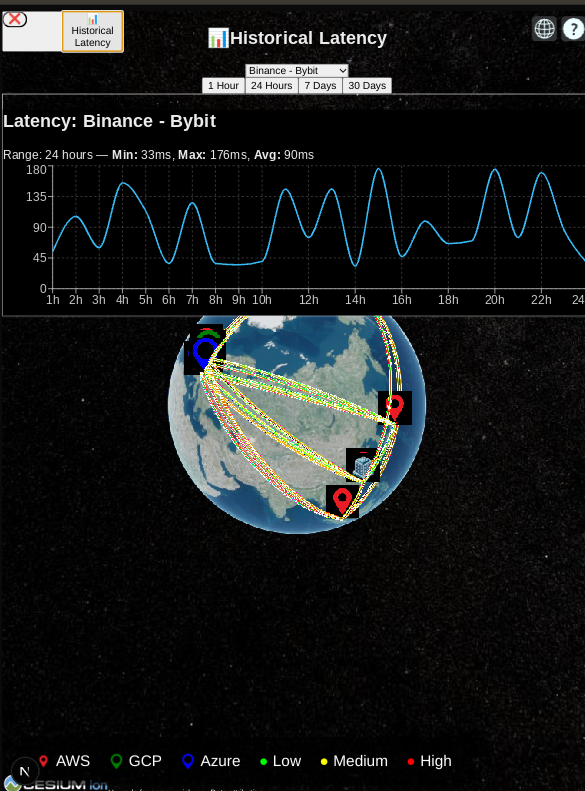 Historical
Latency
Historical Latency
?
Binance - Bybit
1 Hour 24 Hours 7 Days 30 Days
Latency: Binance - Bybit
Range: 24 hours — Min: 33ms, Max: 176ms, Avg: 90ms
180
135
90
45
0
1h 2h 3h 4h 5h 6h 7h 8h 9h 10h 12h 14h 16h 18h 20h 22h 24
AWS GCP Azure Low Medium High
N
CESIUM ion